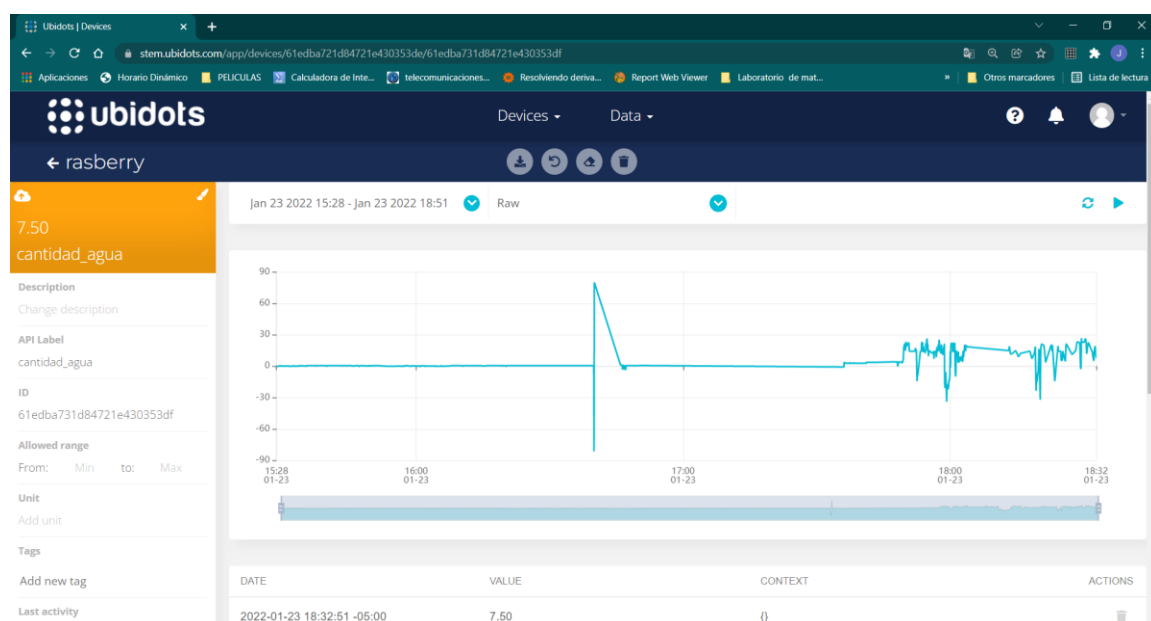 Ubidots | Devices
stem.ubidots.com/app/devices/61edba721d84721e430353de/61edba731d84721e430353df
J
Aplicaciones Horario Dinámico PELICULAS Calculadora de Inte... telecomunicaciones... Resolviendo deriva... Report Web Viewer Laboratorio de mat... » Otros marcadores Lista de lectura
ubidots Devices Data
rasberry
Jan 23 2022 15:28 - Jan 23 2022 18:51 Raw
7.50
cantidad_agua
Description
Change description
API Label
cantidad_agua
ID
61edba731d84721e430353df
Allowed range
From: Min to: Max
Unit
Add unit
Tags
Add new tag
Last activity
90
60
30
0
-30
-60
-90
15:28 16:00 17:00 18:00 18:32
01-23 01-23 01-23 01-23 01-23
DATE VALUE CONTEXT ACTIONS
2022-01-23 18:32:51 -05:00 7.50 {}